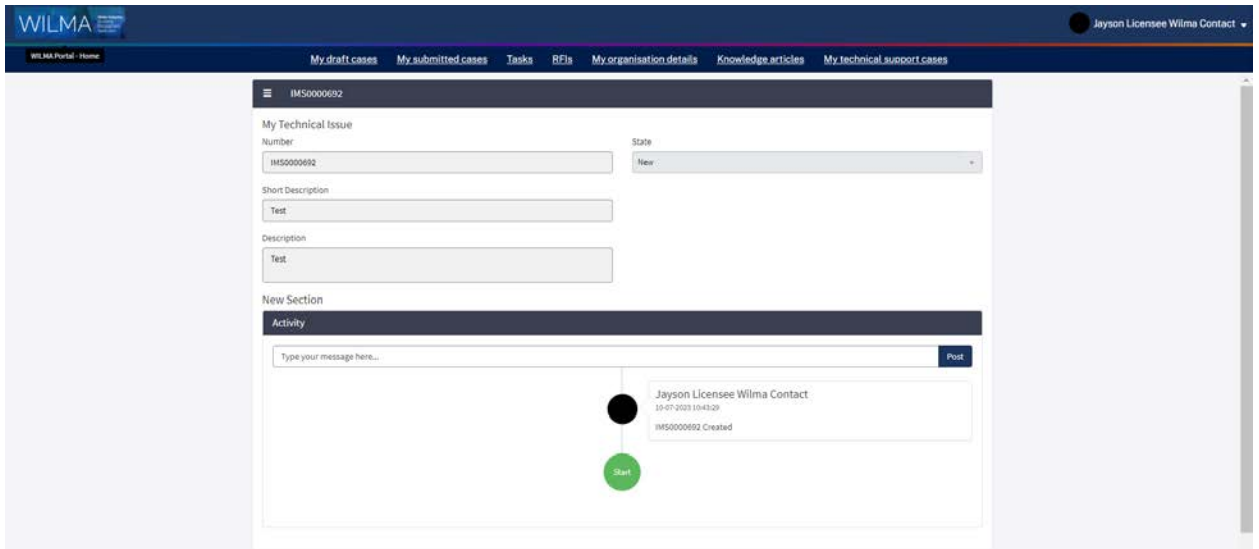 WILMA
Jayson Licensee Wilma Contact
WILMA Portal - Home
My draft cases My submitted cases Tasks RFIs My organisation details Knowledge articles My technical support cases
IMS0000692
My Technical Issue
Number State
IMS0000692 New
Short Description
Test
Description
Test
New Section
Activity
Type your message here... Post
Jayson Licensee Wilma Contact
10-07-2023 10:43:29
IMS0000692 Created
Start